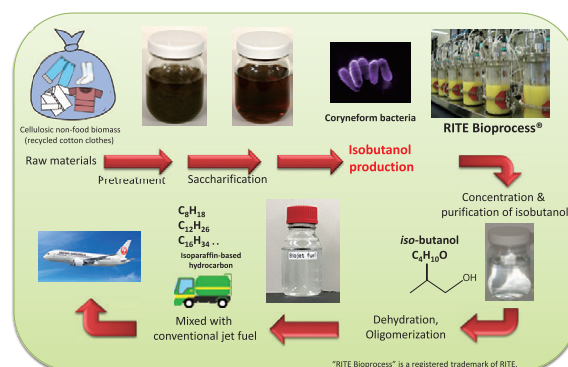 Cellulosic non-food biomass
(recycled cotton clothes)
Raw materials
Pretreatment
Saccharification
Coryneform bacteria
Isobutanol
production
RITE Bioprocess®
Concentration &
purification of isobutanol
iso-butanol
C₄H₁₀O
OH
Dehydration,
Oligomerization
Biojet fuel
C₈H₁₈
C₁₂H₂₆
C₁₆H₃₄ ‥
Isoparaffin-based
hydrocarbon
Mixed with
conventional jet fuel
"RITE Bioprocess" is a registered trademark of RITE.